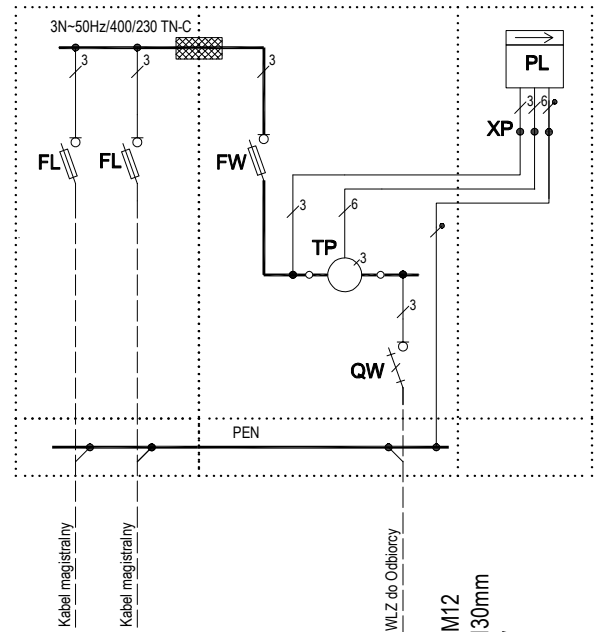 3N~50Hz/400/230 TN-C
3
3
3
PL
3
6
XP
FL
FL
FW
3
6
TP
3
3
QW
PEN
Kabel magistralny
Kabel magistralny
WLZ do Odbiorcy
M12
130mm